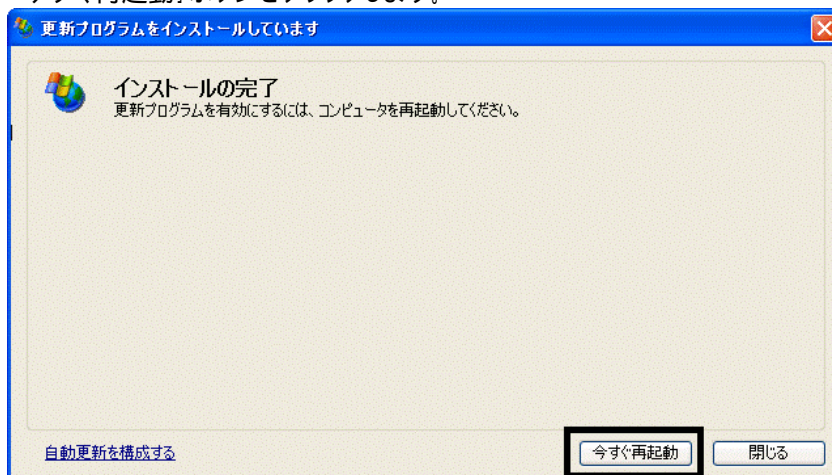 更新プログラムをインストールしています
インストールの完了
更新プログラムを有効にするには、コンピュータを再起動してください。
自動更新を構成する
今すぐ再起動
閉じる